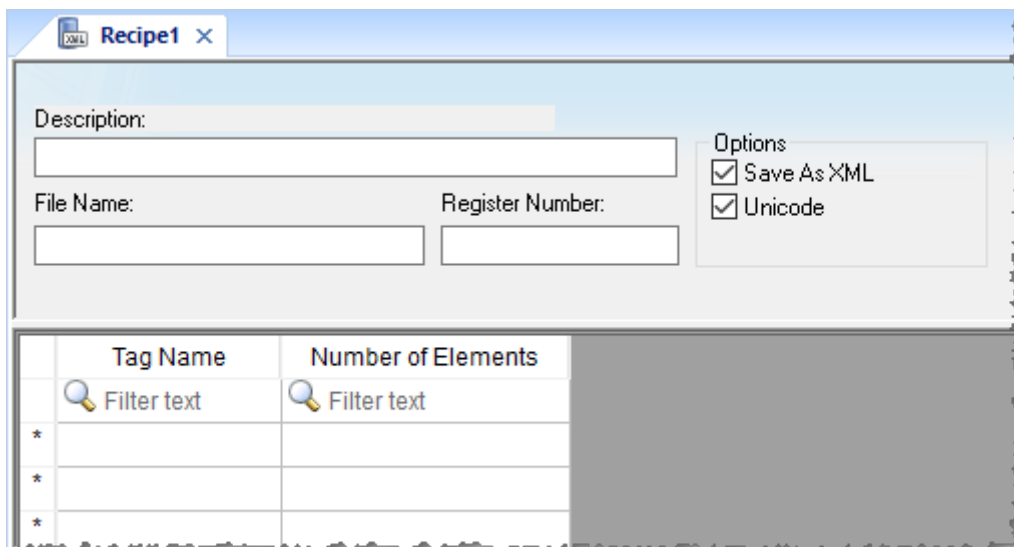 XML Recipe1 ×
Description:
Options
Save As XML
File Name: Register Number:
Unicode
Tag Name Number of Elements
Filter text Filter text
*
*
*